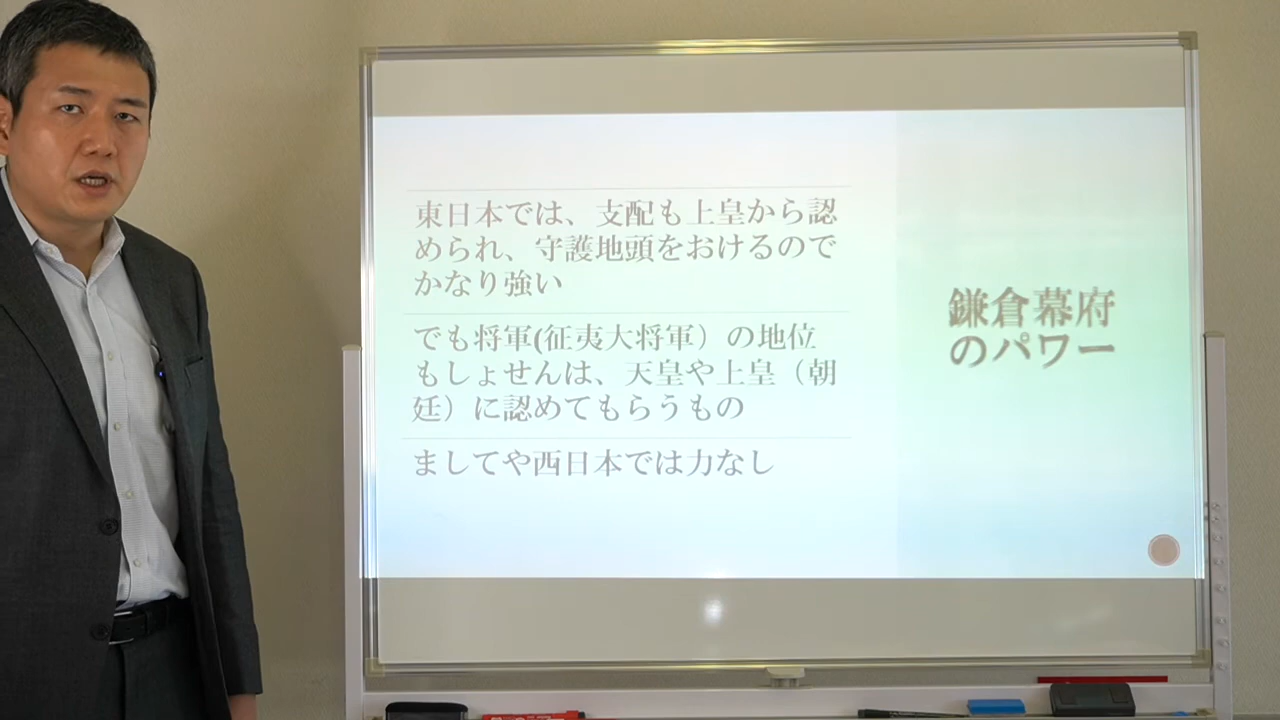 東日本では、支配も上皇から認
められ、守護地頭をおけるので
かなり強い
でも将軍(征夷大将軍）の地位
もしょせんは、天皇や上皇（朝
廷）に認めてもらうもの
ましてや西日本では力なし
鎌倉幕府
のパワー